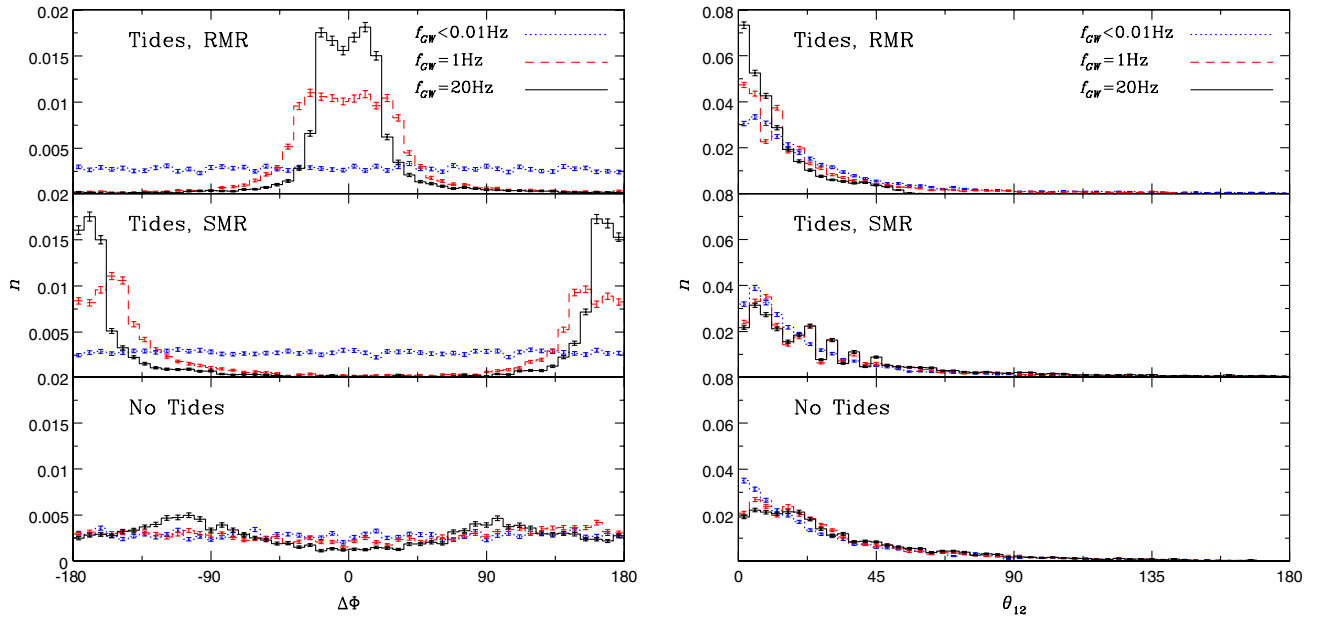 Tides, RMR
f_GW<0.01Hz
f_GW=1Hz
f_GW=20Hz
0.02
0.015
0.01
0.005
0.02
Tides, SMR
0.015
0.01
0.005
0.02
No Tides
0.015
0.01
0.005
0
n
-180 -90 0 90 180
ΔΦ
Tides, RMR
f_GW<0.01Hz
f_GW=1Hz
f_GW=20Hz
0.08
0.06
0.04
0.02
0.08
Tides, SMR
0.06
0.04
0.02
0.08
No Tides
0.06
0.04
0.02
n
0 45 90 135 180
θ₁₂